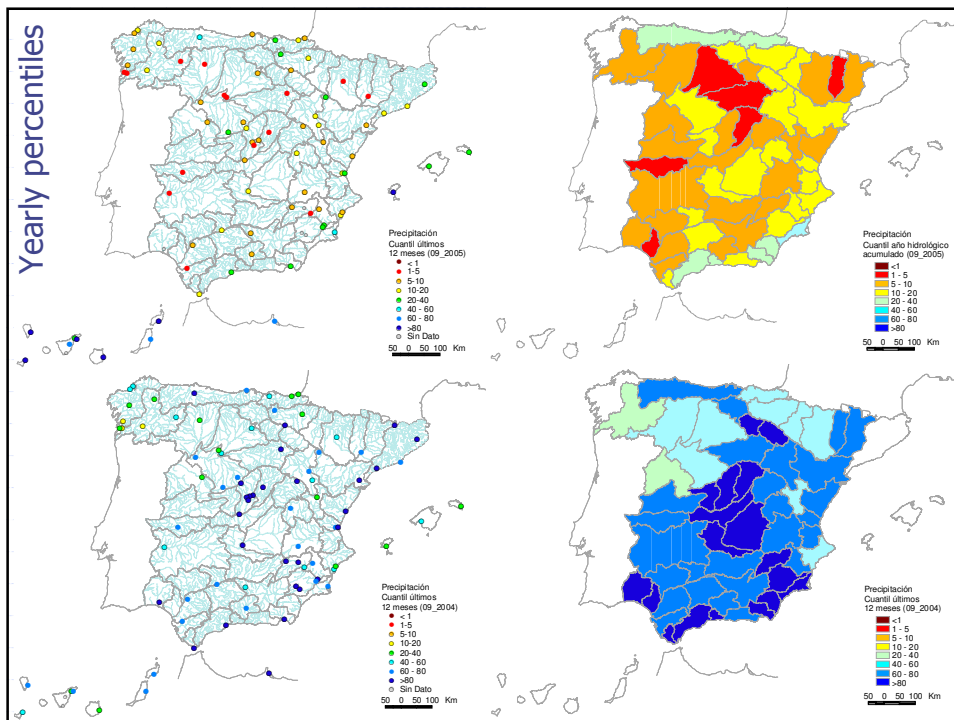 Yearly percentiles
Precipitación
Cuantil últimos
12 meses (09_2005)
< 1
1-5
5-10
10-20
20-40
40-60
60-80
>80
Sin Dato
50 0 50 100 Km
Precipitación
Cuantil año hidrológico
acumulado (09_2005)
<1
1 - 5
5 - 10
10 - 20
20 - 40
40 - 60
60 - 80
>80
50 0 50 100 Km
Precipitación
Cuantil últimos
12 meses (09_2004)
< 1
1-5
5-10
10-20
20-40
40-60
60-80
>80
Sin Dato
50 0 50 100 Km
Precipitación
Cuantil últimos
12 meses (09_2004)
<1
1 - 5
5 - 10
10 - 20
20 - 40
40 - 60
60 - 80
>80
50 0 50 100 Km